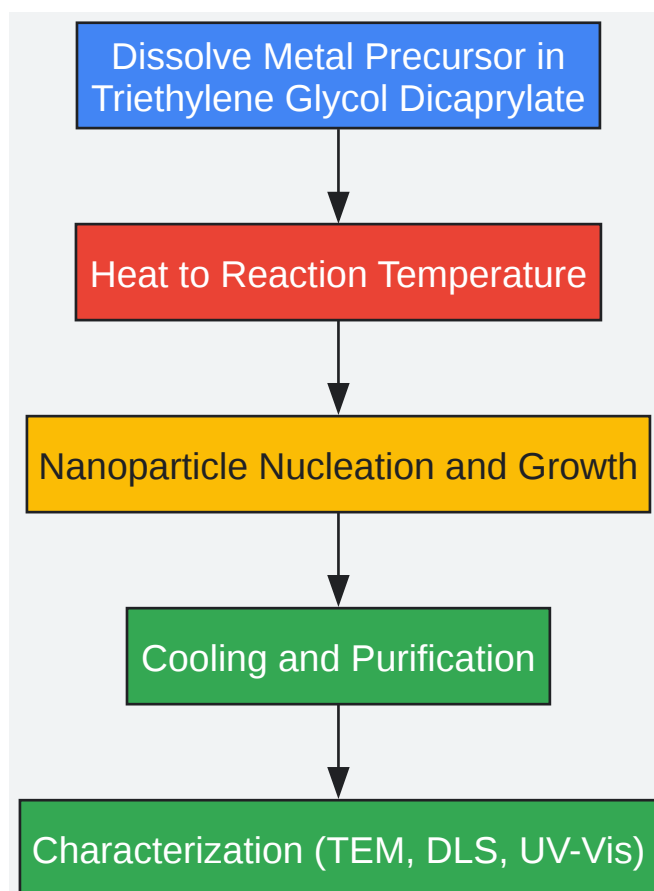 Dissolve Metal Precursor in
Triethylene Glycol Dicaprylate
Heat to Reaction Temperature
Nanoparticle Nucleation and Growth
Cooling and Purification
Characterization (TEM, DLS, UV-Vis)